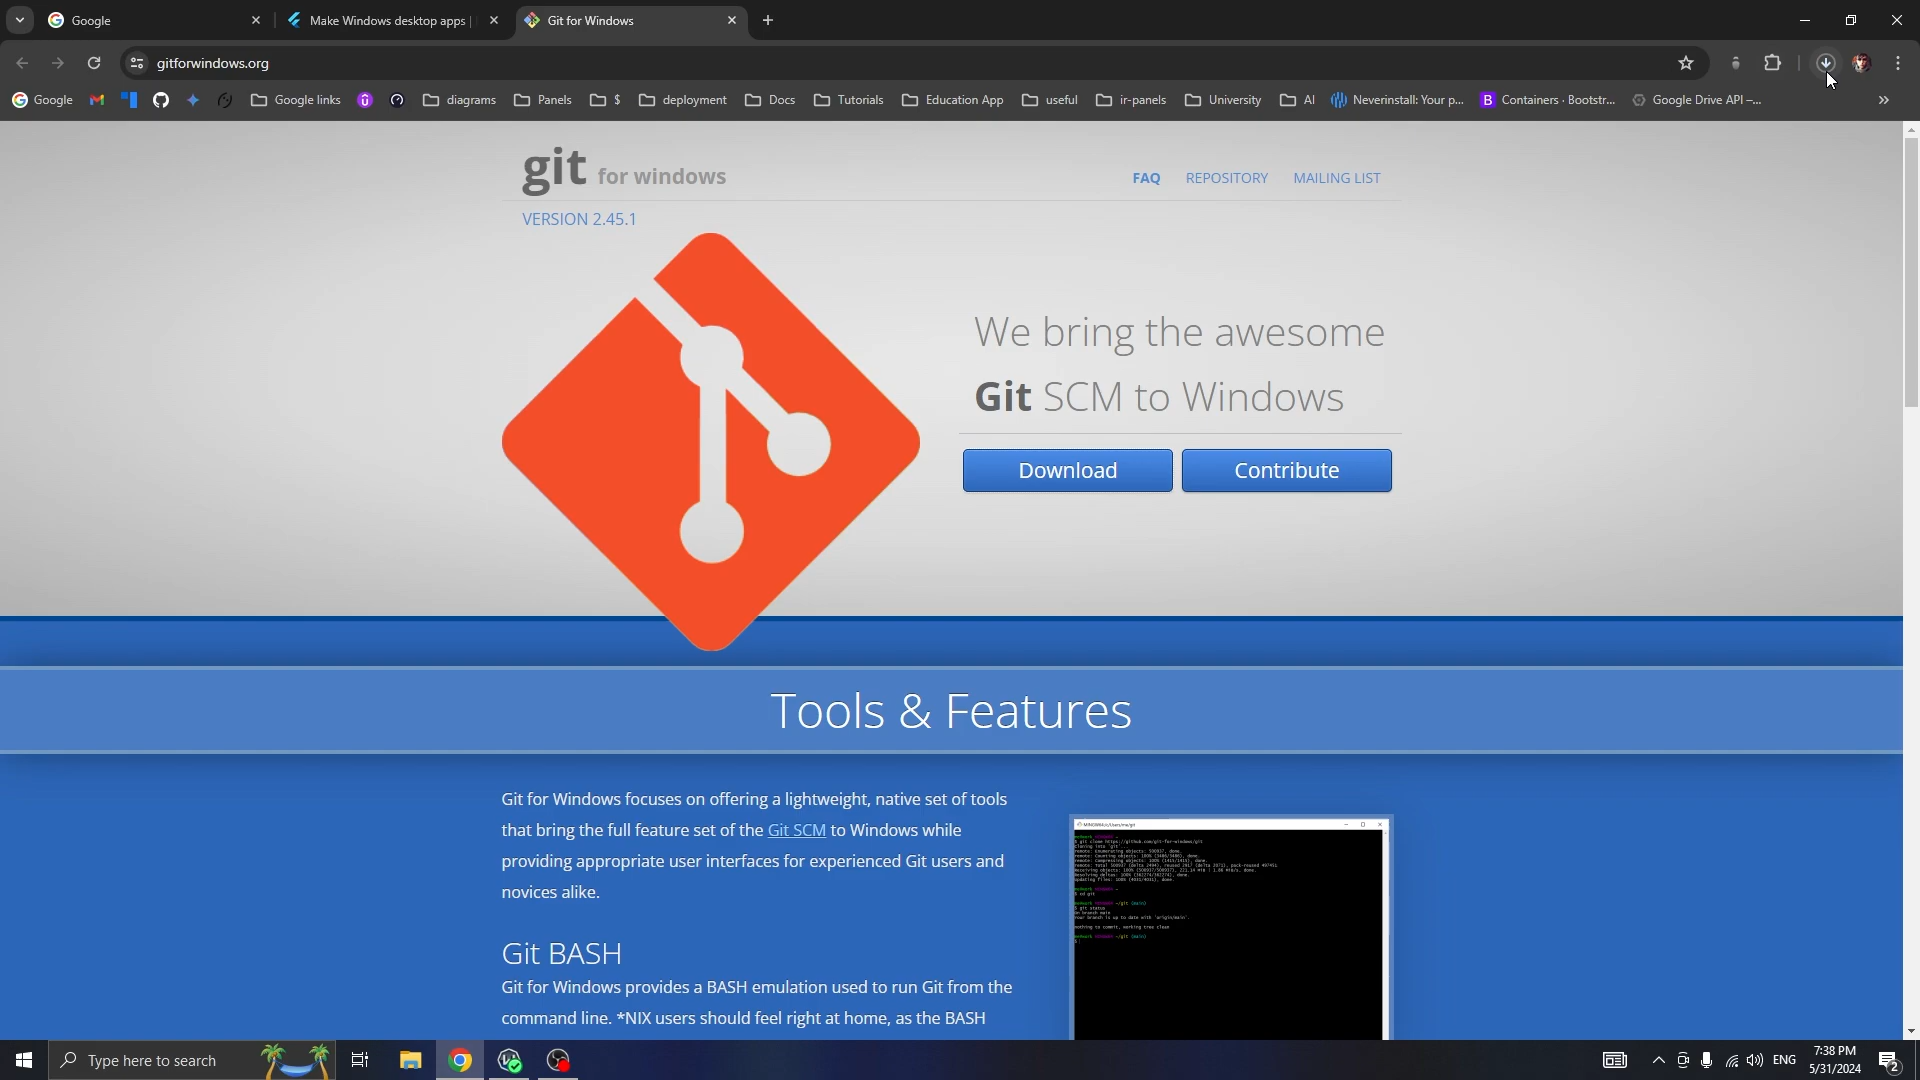 Google
Make Windows desktop apps |
Git for Windows
gitforwindows.org
Google
Google links
diagrams
Panels
$
deployment
Docs
Tutorials
Education App
useful
ir-panels
University
AI
Neverinstall: Your p...
B
Containers · Bootstr...
Google Drive API –...
git for windows
FAQ
REPOSITORY
MAILING LIST
VERSION 2.45.1
We bring the awesome
Git SCM to Windows
Download
Contribute
Tools & Features
Git for Windows focuses on offering a lightweight, native set of tools
that bring the full feature set of the Git SCM to Windows while
providing appropriate user interfaces for experienced Git users and
novices alike.
Git BASH
Git for Windows provides a BASH emulation used to run Git from the
command line. *NIX users should feel right at home, as the BASH
Type here to search
ENG
7:38 PM
5/31/2024
2